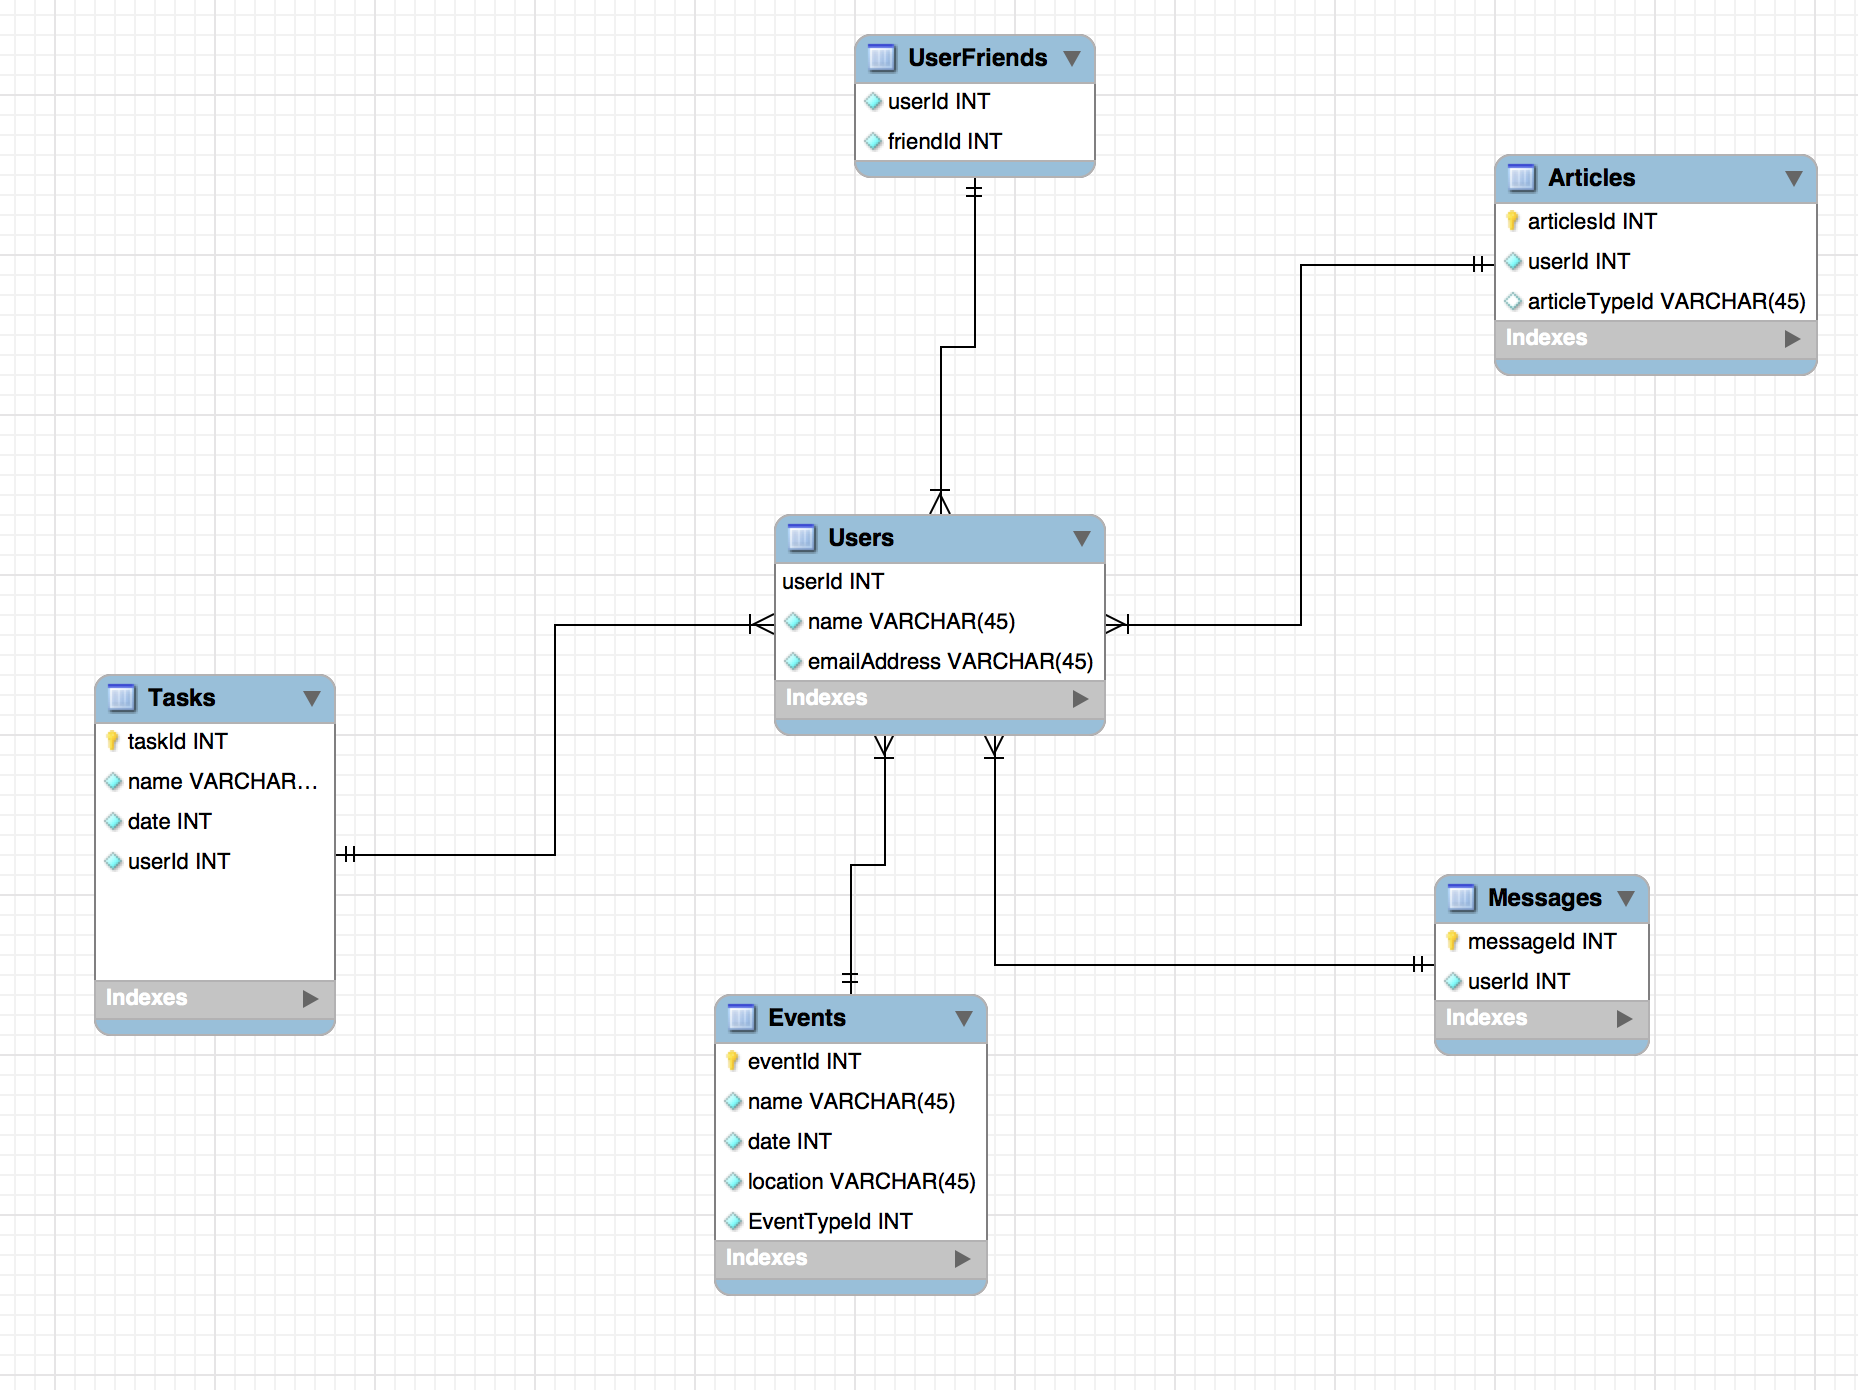 UserFriends
userId INT
friendId INT
Articles
articlesId INT
userId INT
articleTypeId VARCHAR(45)
Indexes
Users
userId INT
name VARCHAR(45)
emailAddress VARCHAR(45)
Indexes
Tasks
taskId INT
name VARCHAR...
date INT
userId INT
Indexes
Messages
messageId INT
userId INT
Indexes
Events
eventId INT
name VARCHAR(45)
date INT
location VARCHAR(45)
EventTypeId INT
Indexes